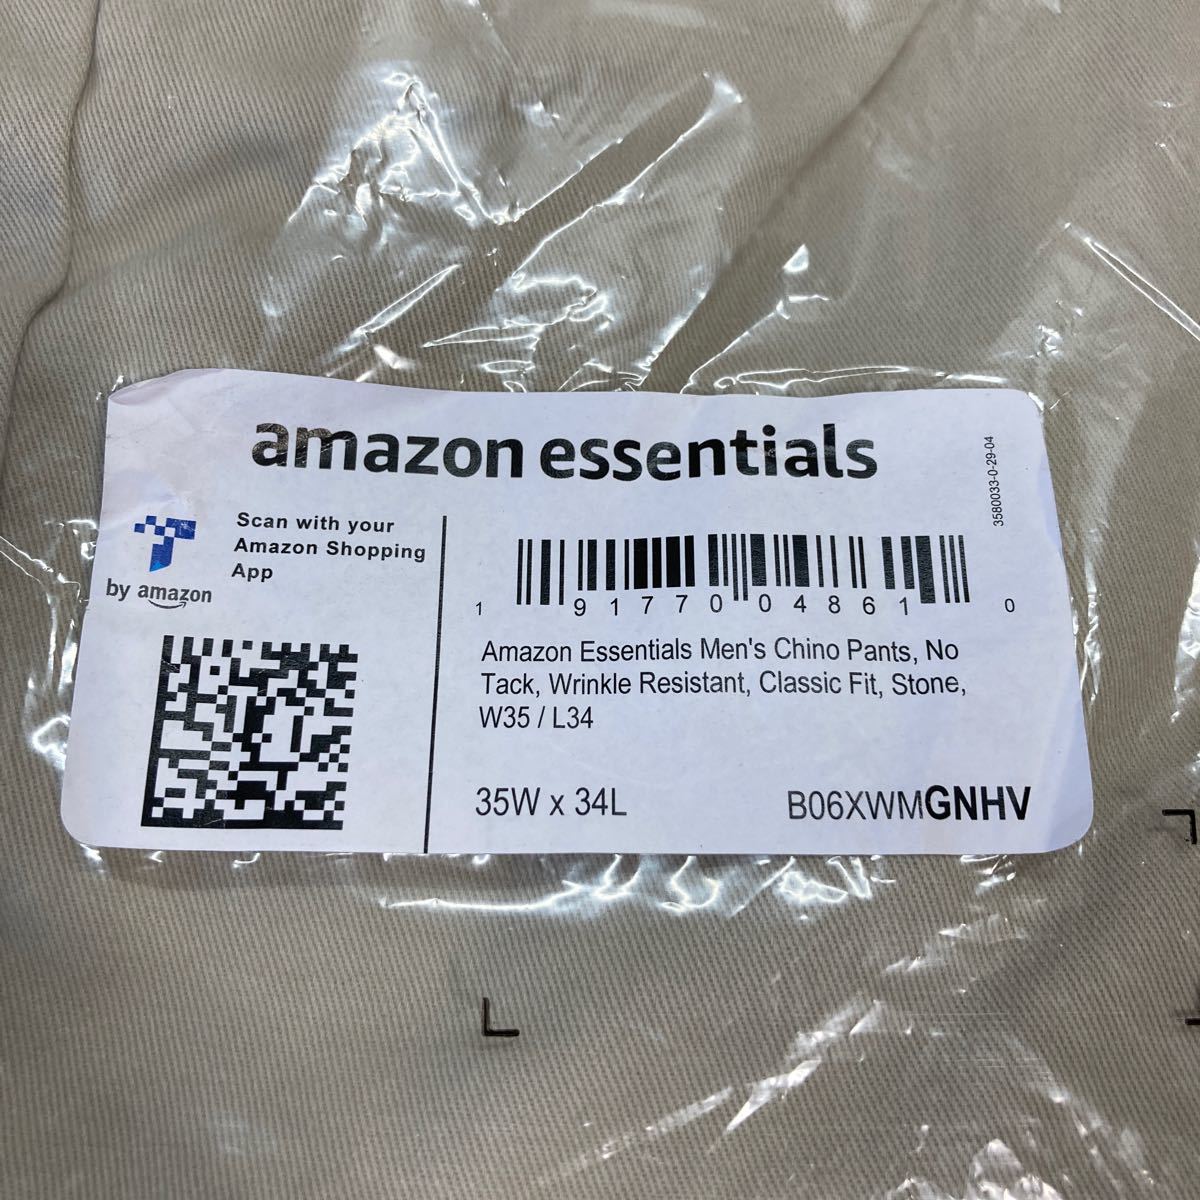 amazon essentials
3580033-0-29-04
Scan with your
Amazon Shopping
App
by amazon
1 91770 04861 0
Amazon Essentials Men's Chino Pants, No
Tack, Wrinkle Resistant, Classic Fit, Stone,
W35 / L34
35W x 34L
B06XWMGNHV